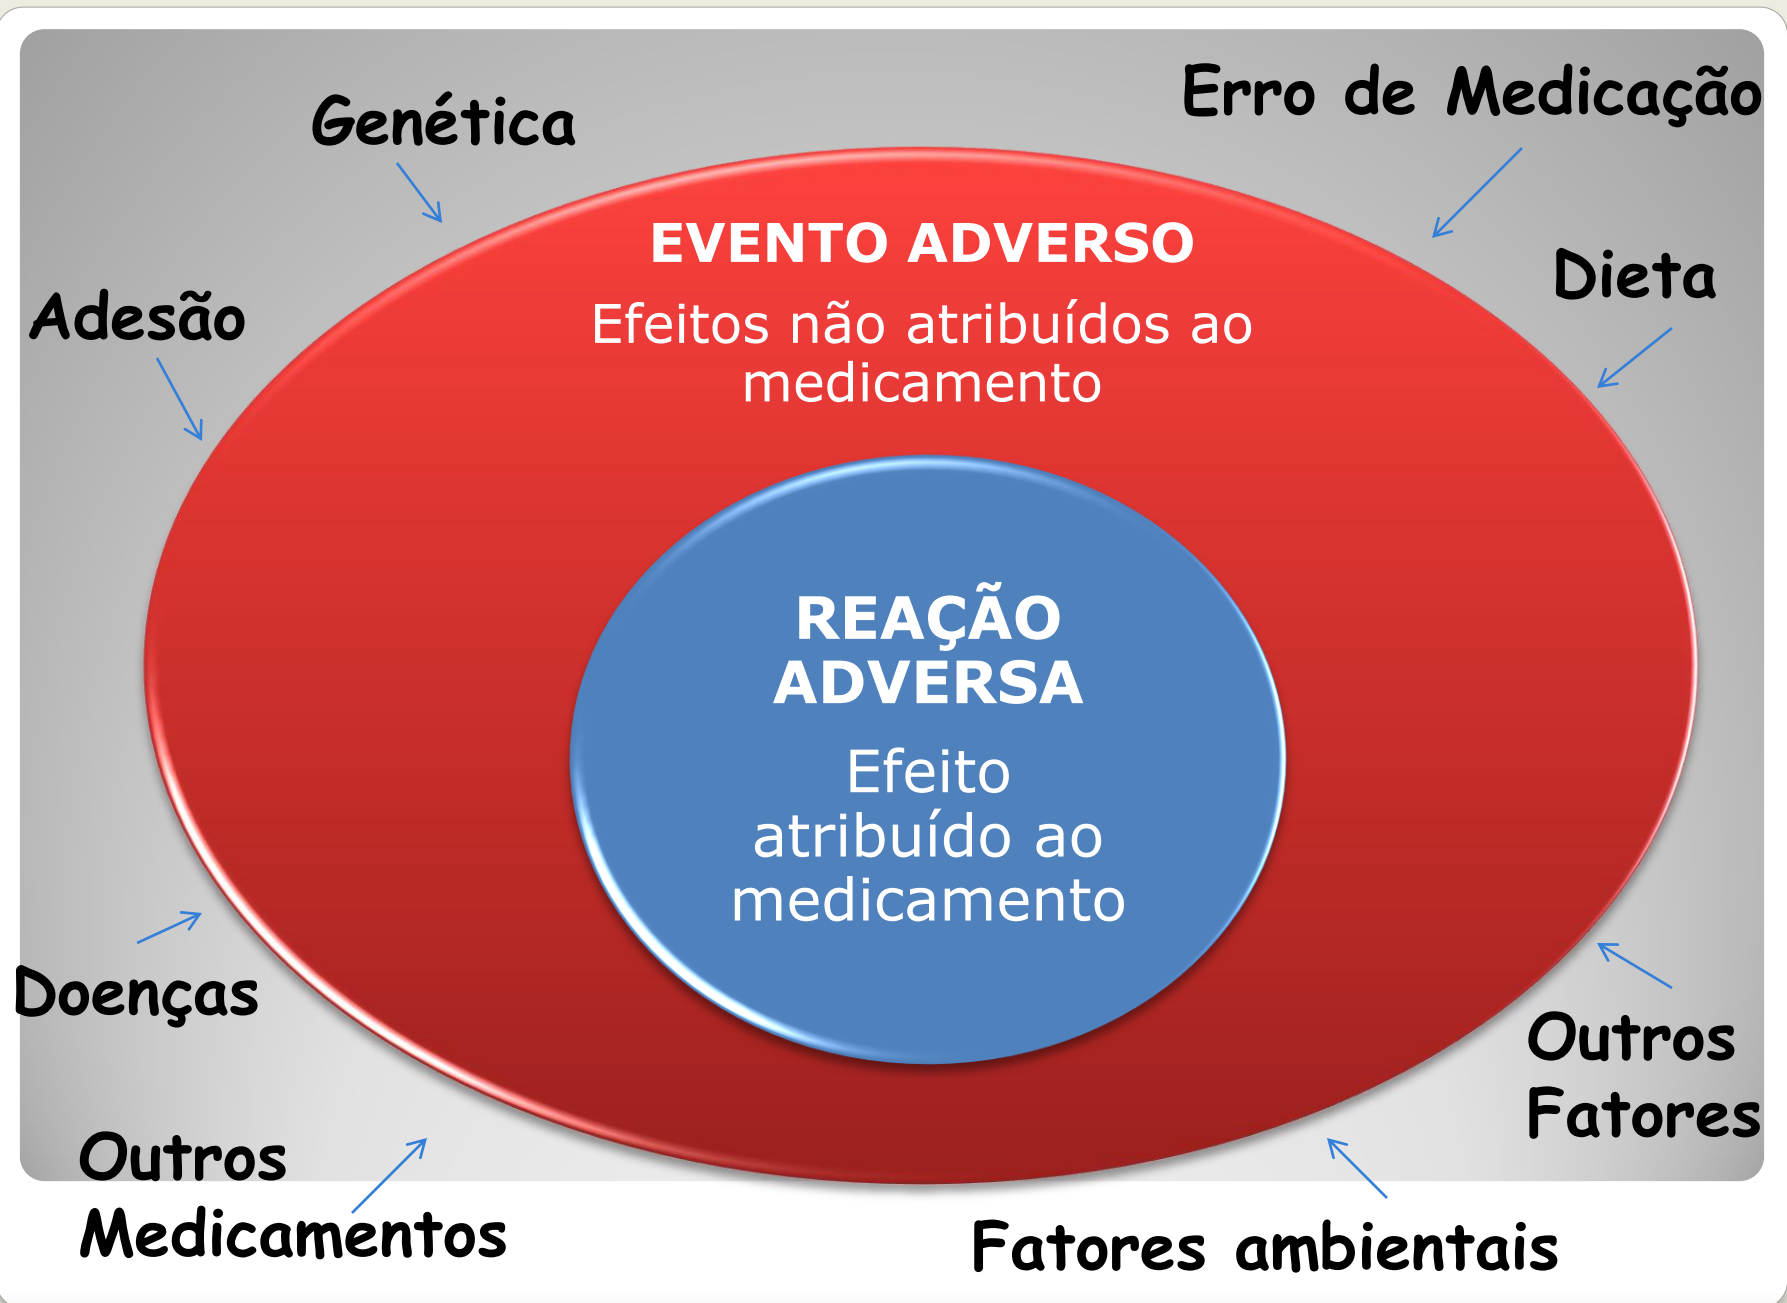 Genética
Erro de Medicação
EVENTO ADVERSO
Efeitos não atribuídos ao
medicamento
Dieta
Adesão
REAÇÃO
ADVERSA
Efeito
atribuído ao
medicamento
Doenças
Outros
Fatores
Outros
Medicamentos
Fatores ambientais